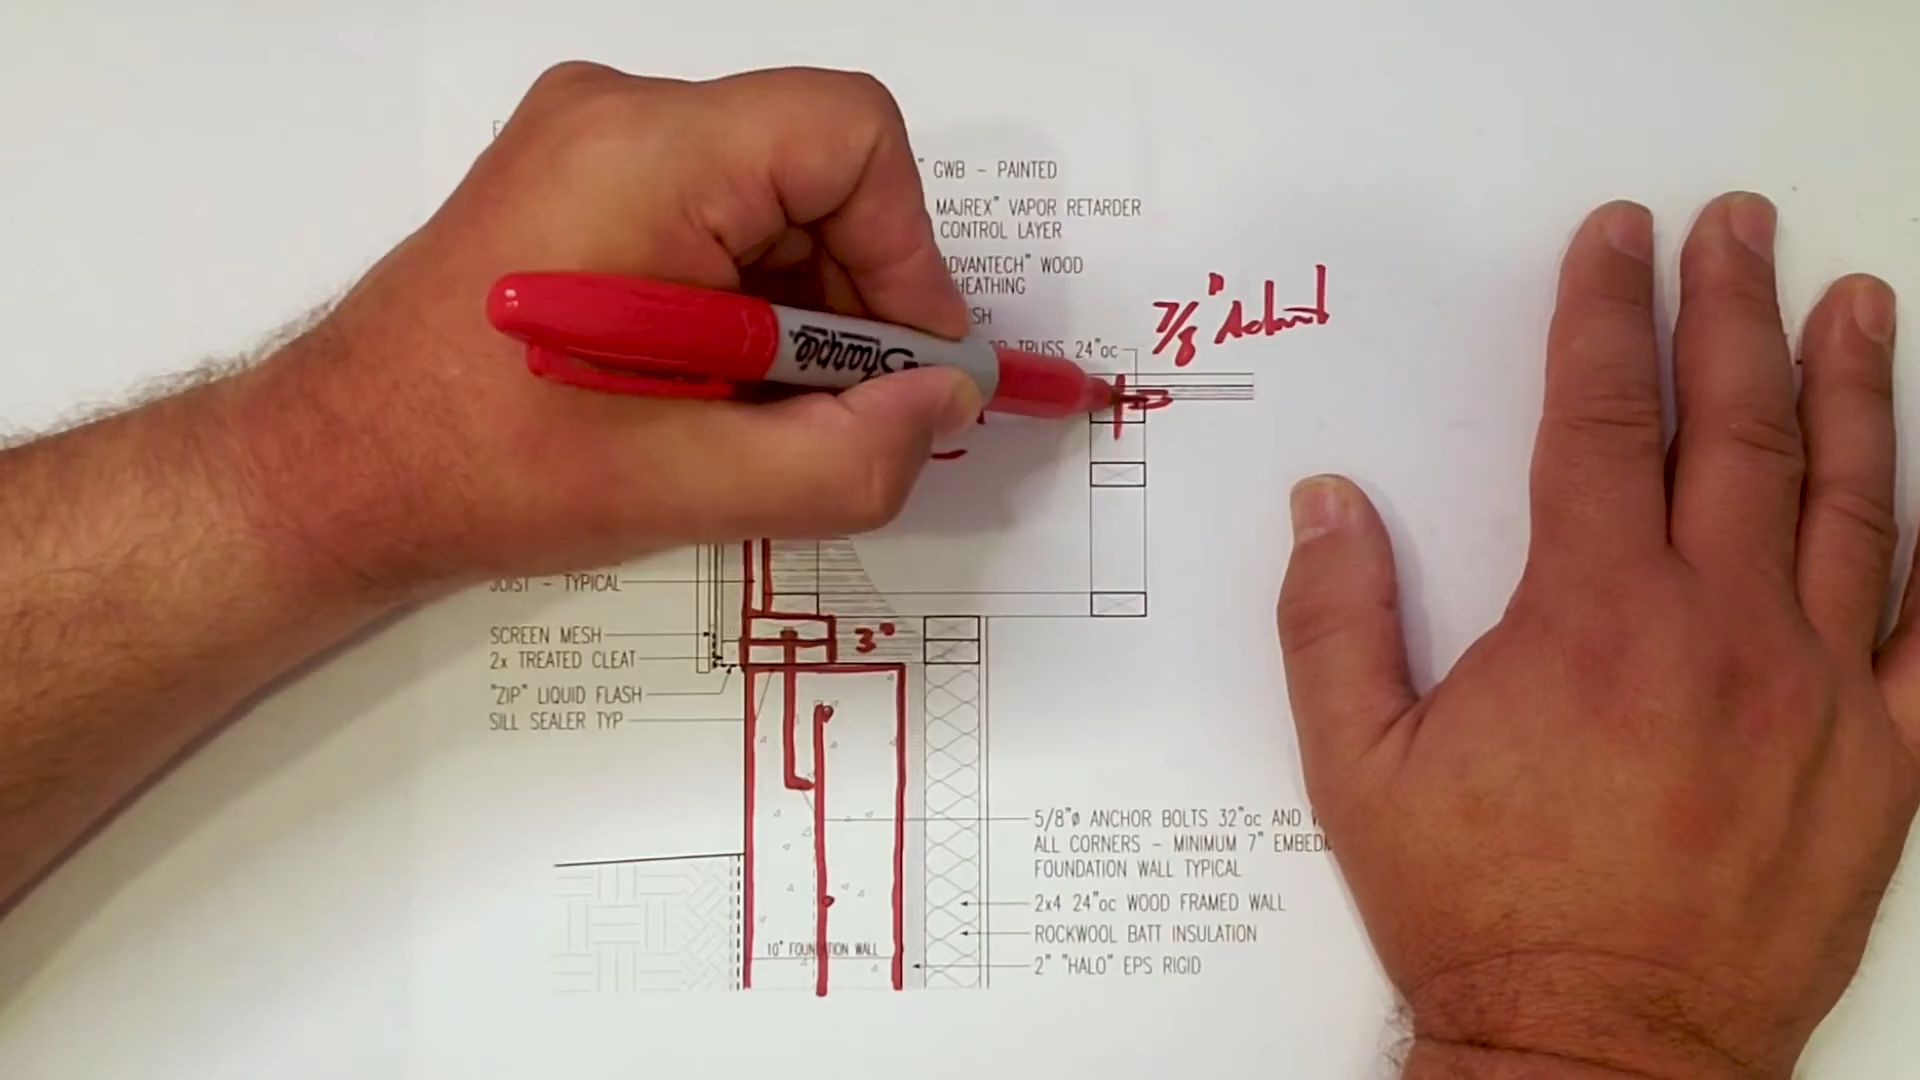 " GWB - PAINTED
MAJREX" VAPOR RETARDER
CONTROL LAYER
ADVANTECH" WOOD
HEATHING
SH
7/8"
TRUSS 24"oc
Sharpie
JOIST - TYPICAL
SCREEN MESH
2x TREATED CLEAT
3"
"ZIP" LIQUID FLASH
SILL SEALER TYP
5/8"ø ANCHOR BOLTS 32"oc AND
ALL CORNERS - MINIMUM 7" EMBED
FOUNDATION WALL TYPICAL
2x4 24"oc WOOD FRAMED WALL
ROCKWOOL BATT INSULATION
10" FOUNDATION WALL
2" "HALO" EPS RIGID